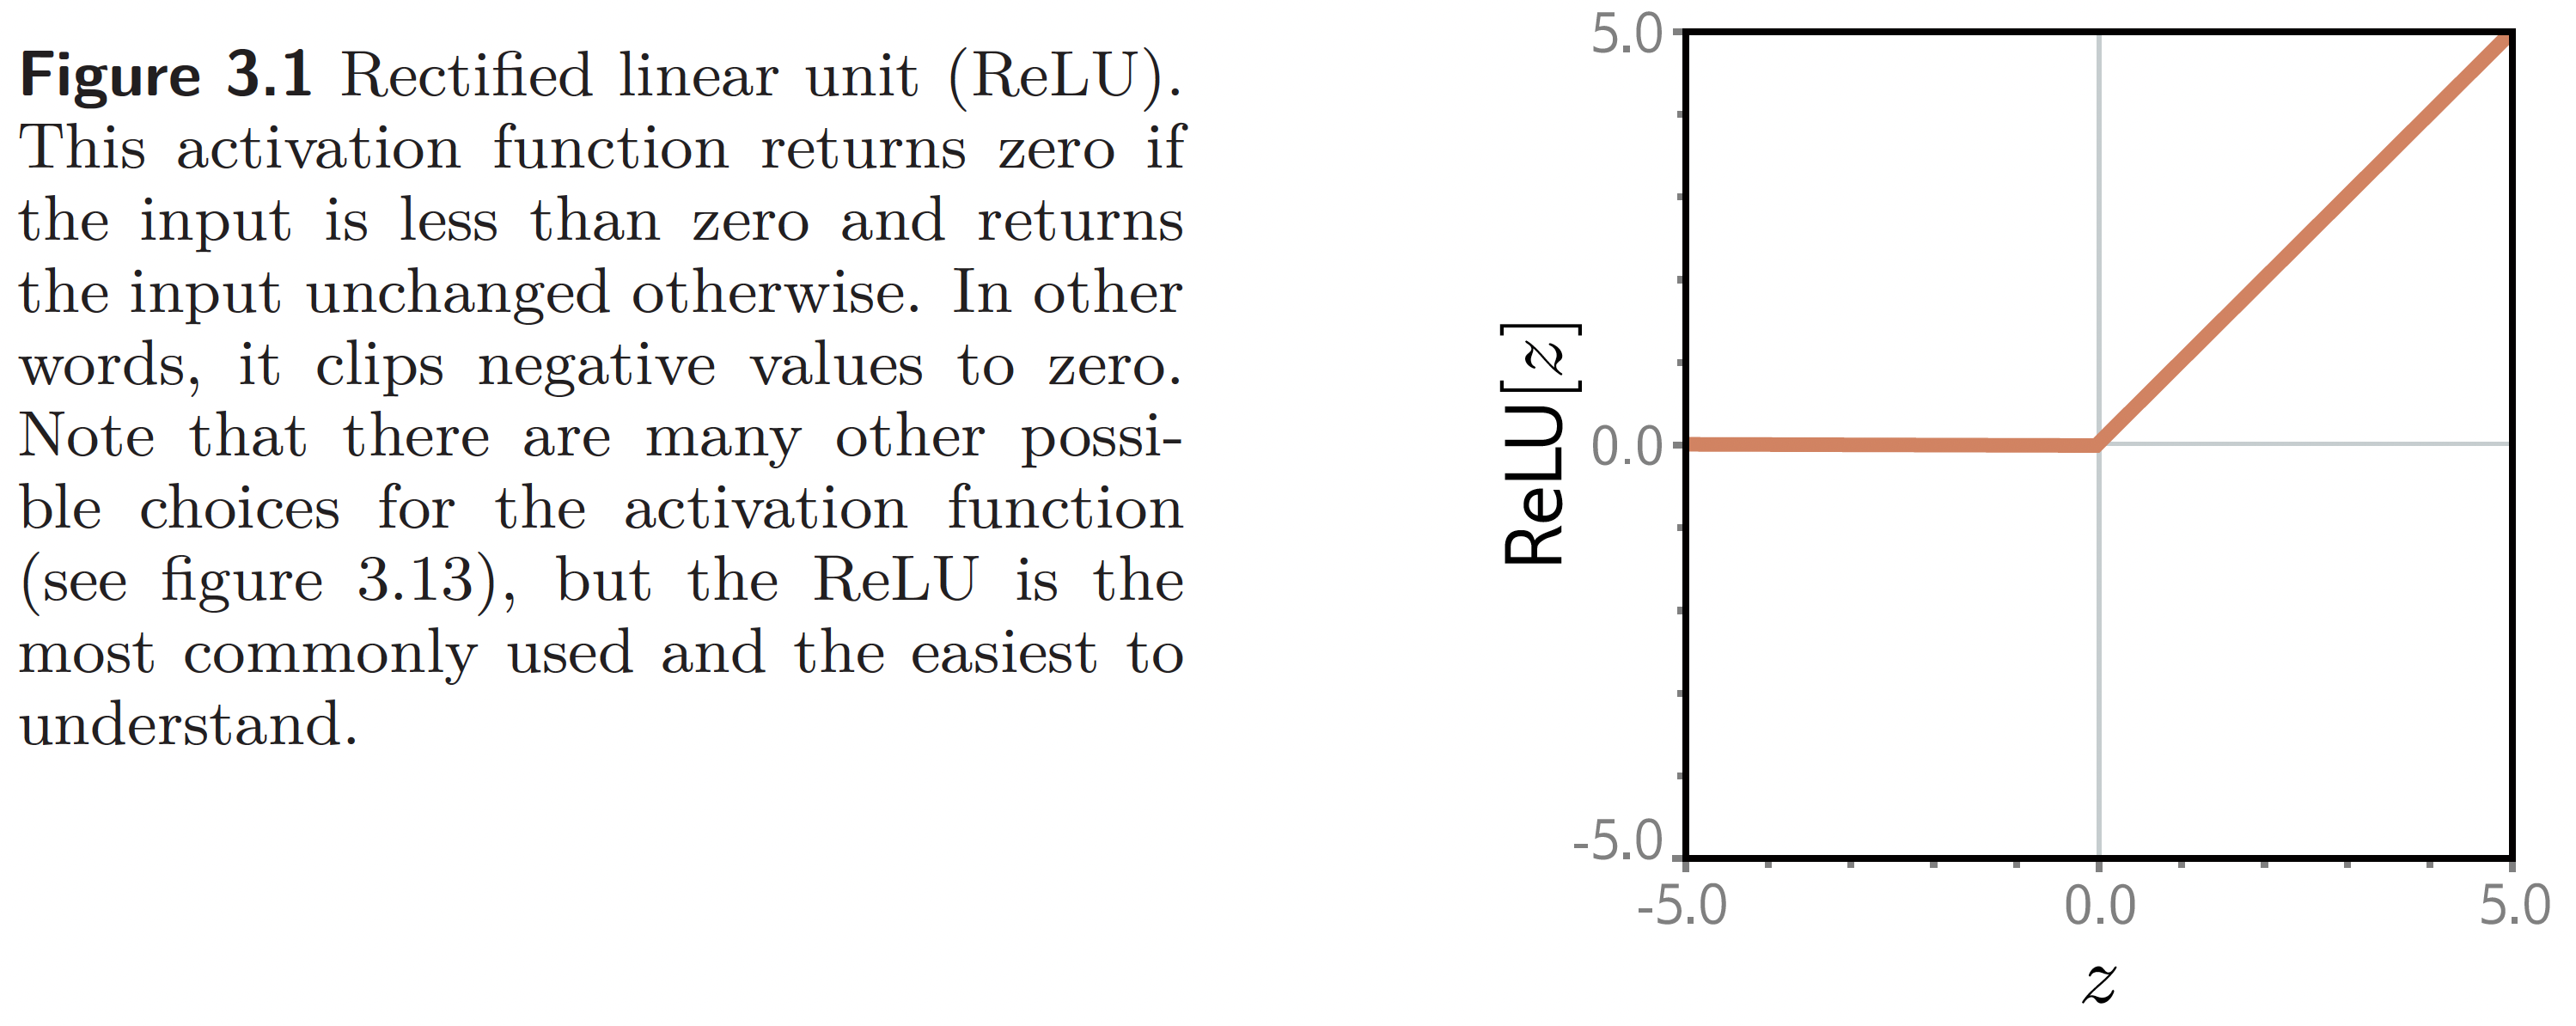 Figure 3.1 Rectified linear unit (ReLU).
This activation function returns zero if
the input is less than zero and returns
the input unchanged otherwise. In other
words, it clips negative values to zero.
Note that there are many other possi-
ble choices for the activation function
(see figure 3.13), but the ReLU is the
most commonly used and the easiest to
understand.
5.0
ReLU[z]
0.0
-5.0
-5.0 0.0 5.0
z